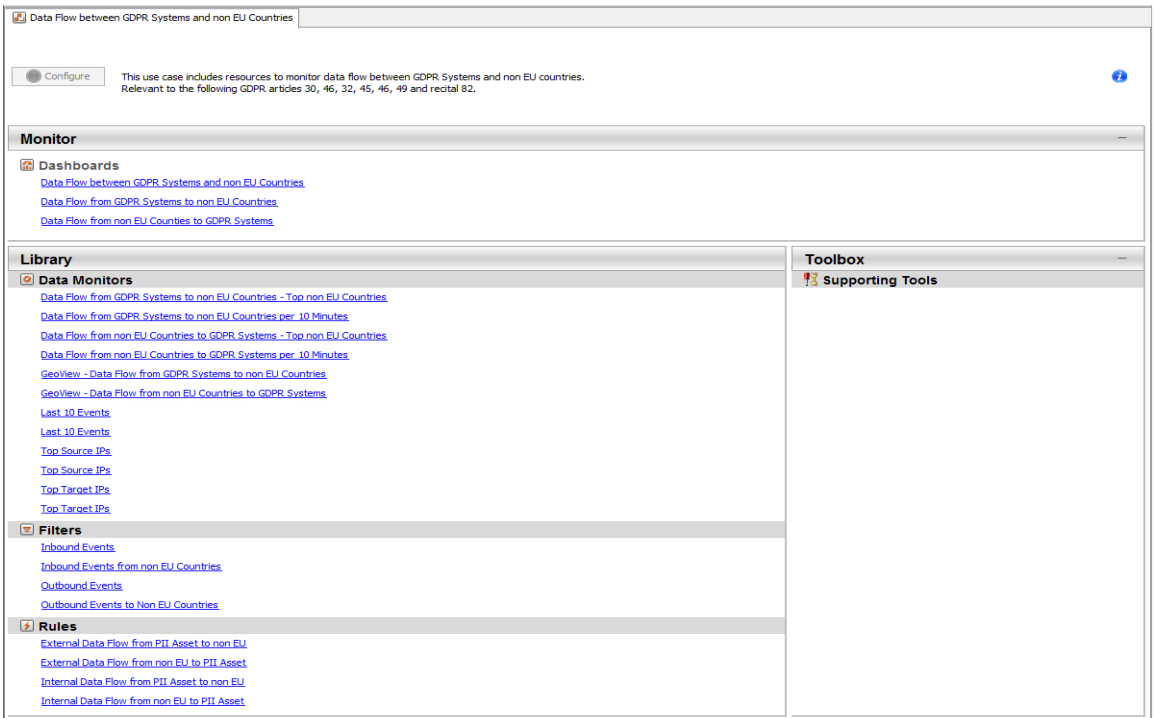 Data Flow between GDPR Systems and non EU Countries
Configure
This use case includes resources to monitor data flow between GDPR Systems and non EU countries.
Relevant to the following GDPR articles 30, 46, 32, 45, 46, 49 and recital 82.
Monitor
Dashboards
Data Flow between GDPR Systems and non EU Countries
Data Flow from GDPR Systems to non EU Countries
Data Flow from non EU Counties to GDPR Systems
Library
Data Monitors
Data Flow from GDPR Systems to non EU Countries - Top non EU Countries
Data Flow from GDPR Systems to non EU Countries per 10 Minutes
Data Flow from non EU Countries to GDPR Systems - Top non EU Countries
Data Flow from non EU Countries to GDPR Systems per 10 Minutes
GeoView - Data Flow from GDPR Systems to non EU Countries
GeoView - Data Flow from non EU Countries to GDPR Systems
Last 10 Events
Last 10 Events
Top Source IPs
Top Source IPs
Top Target IPs
Top Target IPs
Filters
Inbound Events
Inbound Events from non EU Countries
Outbound Events
Outbound Events to Non EU Countries
Rules
External Data Flow from PII Asset to non EU
External Data Flow from non EU to PII Asset
Internal Data Flow from PII Asset to non EU
Internal Data Flow from non EU to PII Asset
Toolbox
Supporting Tools